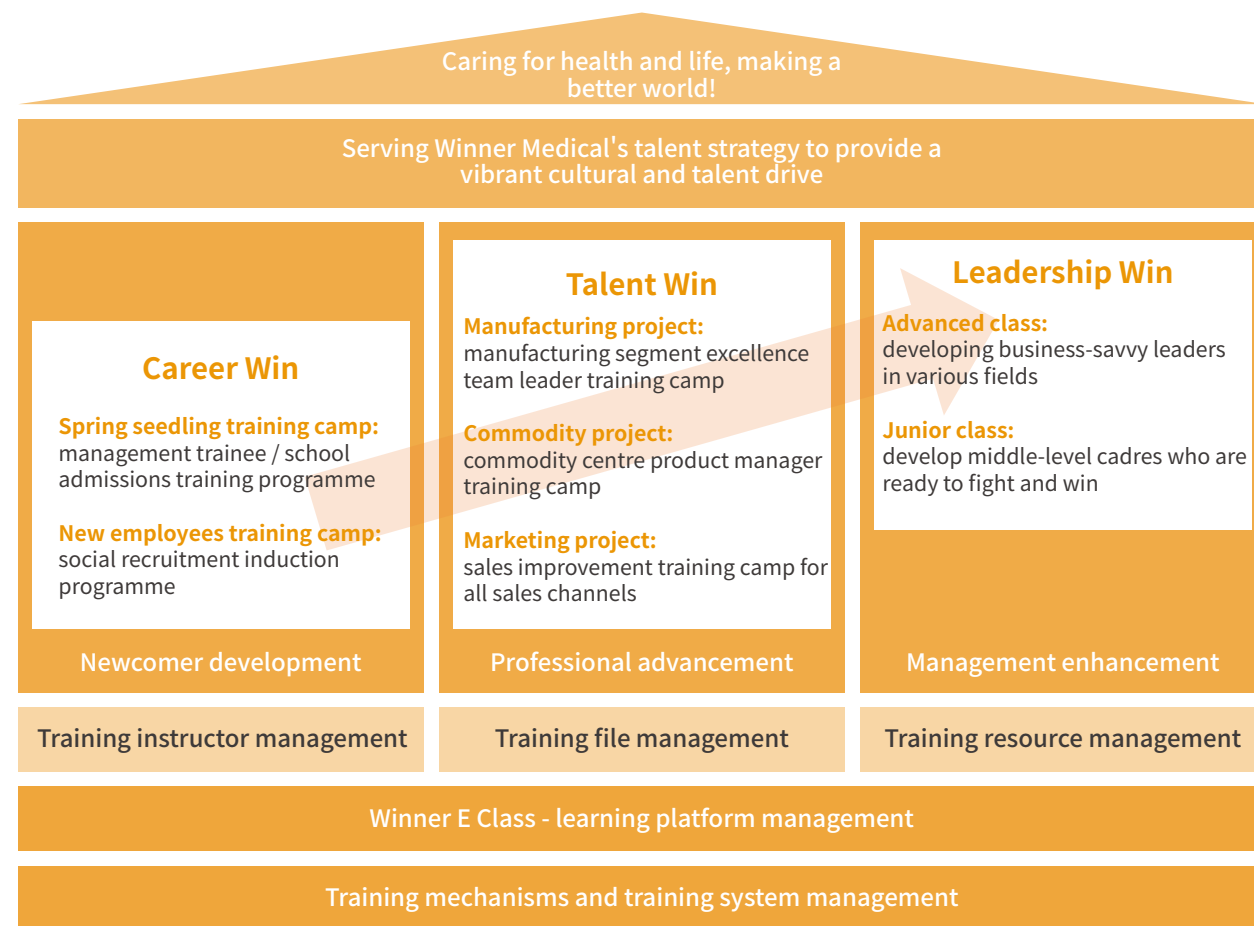 Caring for health and life, making a
better world!
Serving Winner Medical's talent strategy to provide a
vibrant cultural and talent drive
Career Win
Spring seedling training camp:
management trainee / school
admissions training programme
New employees training camp:
social recruitment induction
programme
Newcomer development
Talent Win
Manufacturing project:
manufacturing segment excellence
team leader training camp
Commodity project:
commodity centre product manager
training camp
Marketing project:
sales improvement training camp for
all sales channels
Professional advancement
Leadership Win
Advanced class:
developing business-savvy leaders
in various fields
Junior class:
develop middle-level cadres who are
ready to fight and win
Management enhancement
Training instructor management
Training file management
Training resource management
Winner E Class - learning platform management
Training mechanisms and training system management